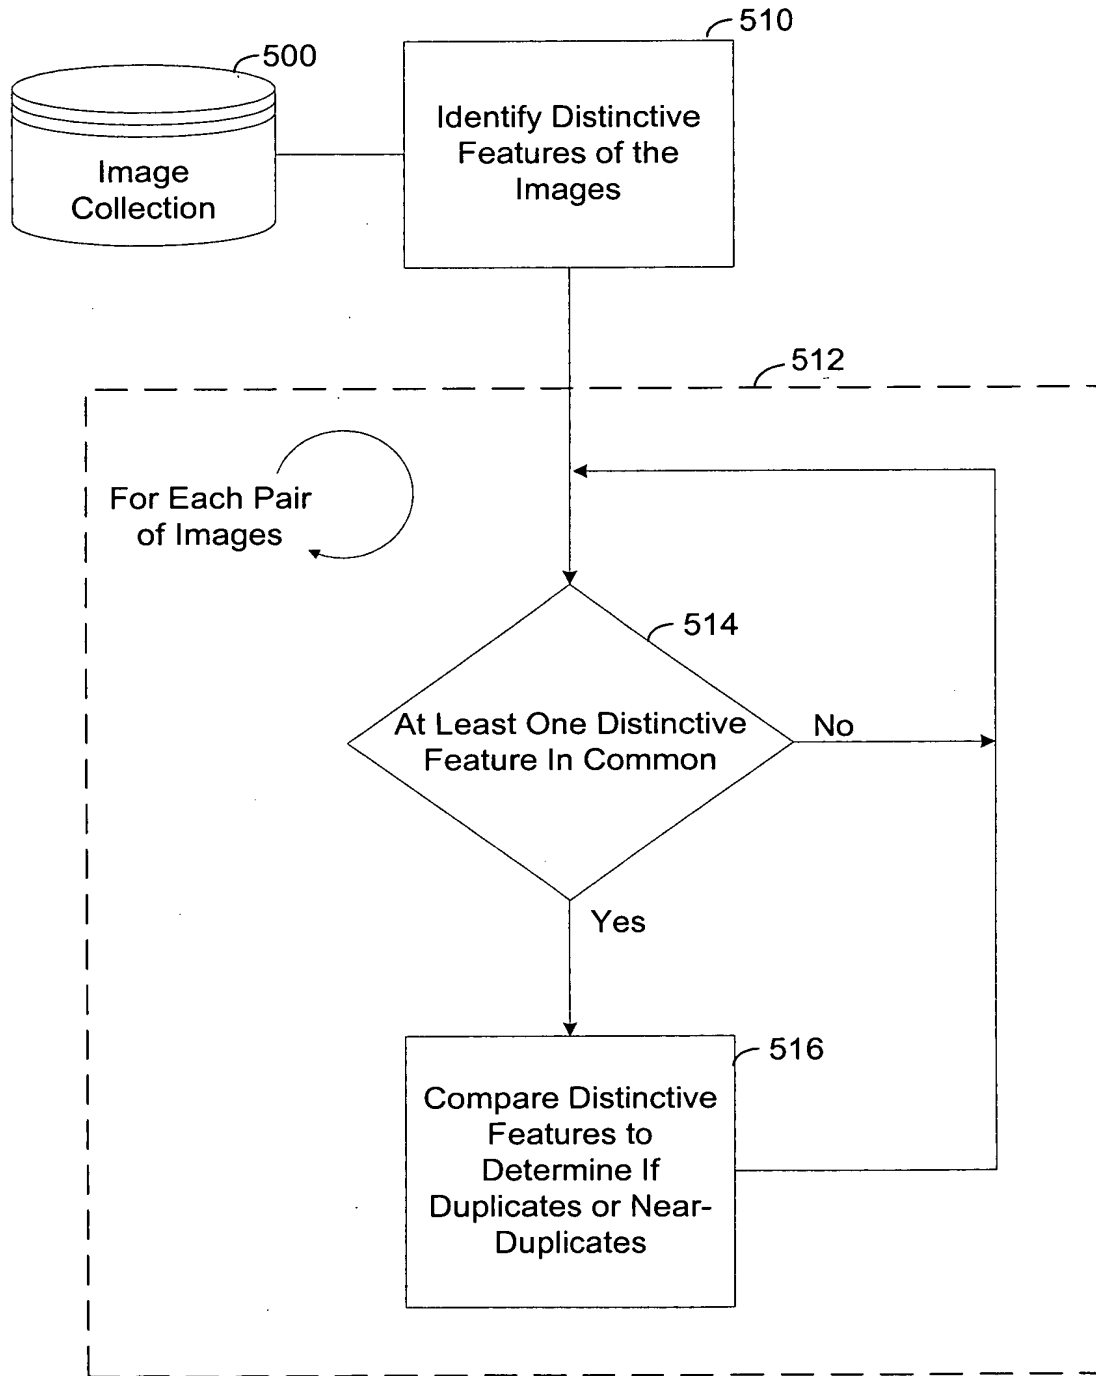 510
500
Identify Distinctive
Features of the
Images
Image
Collection
512
For Each Pair
of Images
514
At Least One Distinctive
Feature In Common
No
Yes
516
Compare Distinctive
Features to
Determine If
Duplicates or Near-
Duplicates